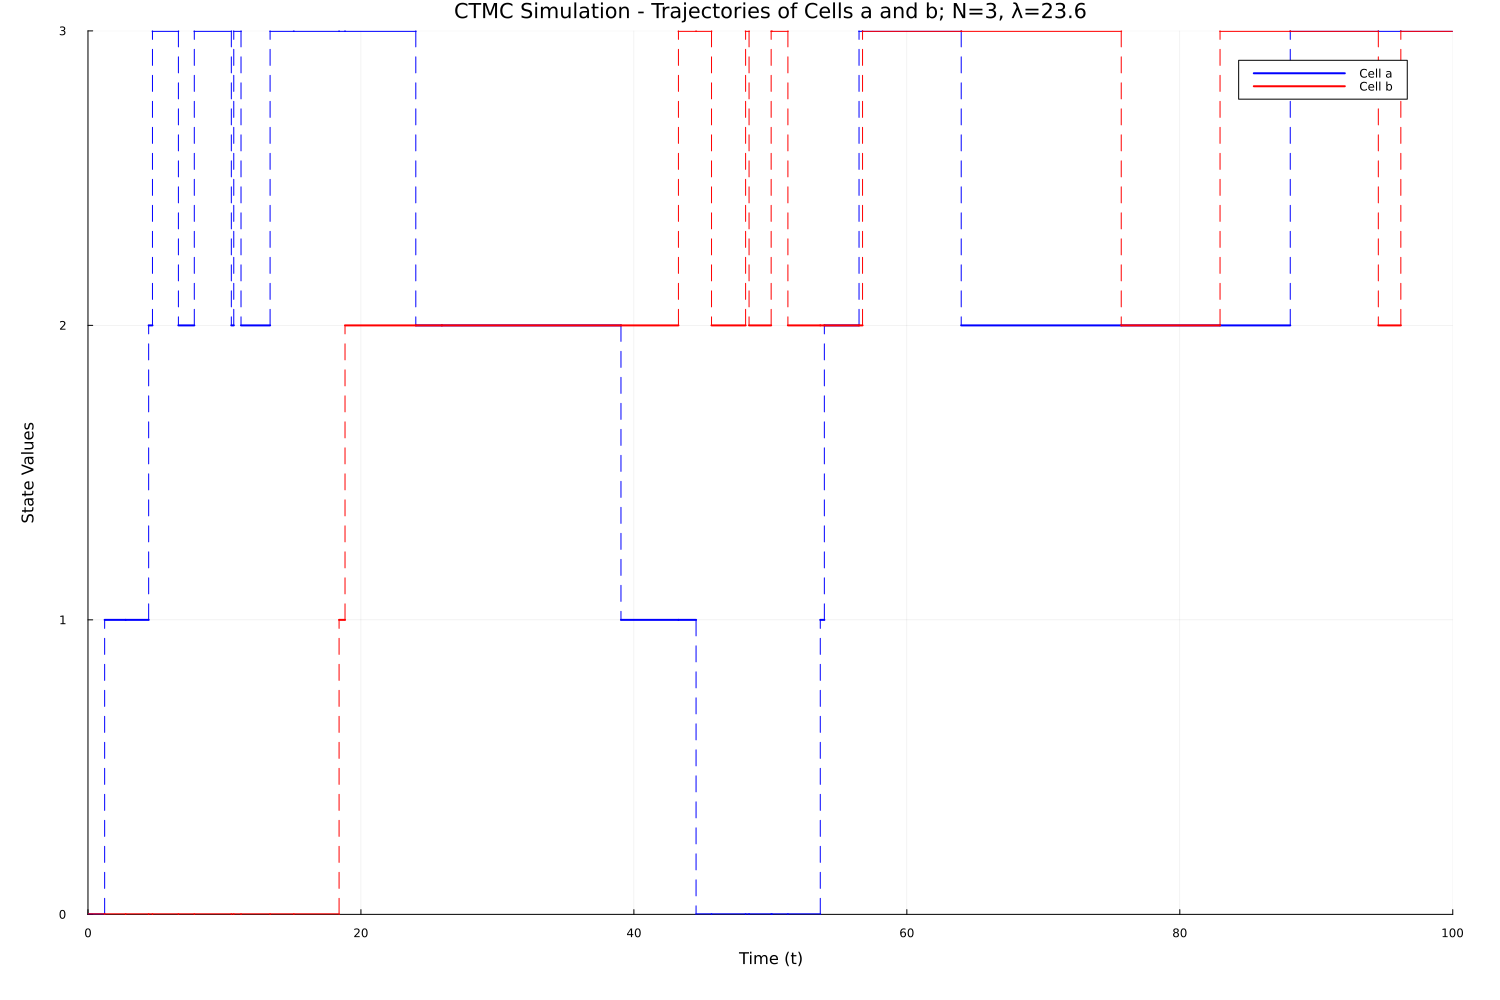 CTMC Simulation - Trajectories of Cells a and b; N=3, λ=23.6
3
Cell a
Cell b
2
State Values
1
0
0 20 40 60 80 100
Time (t)